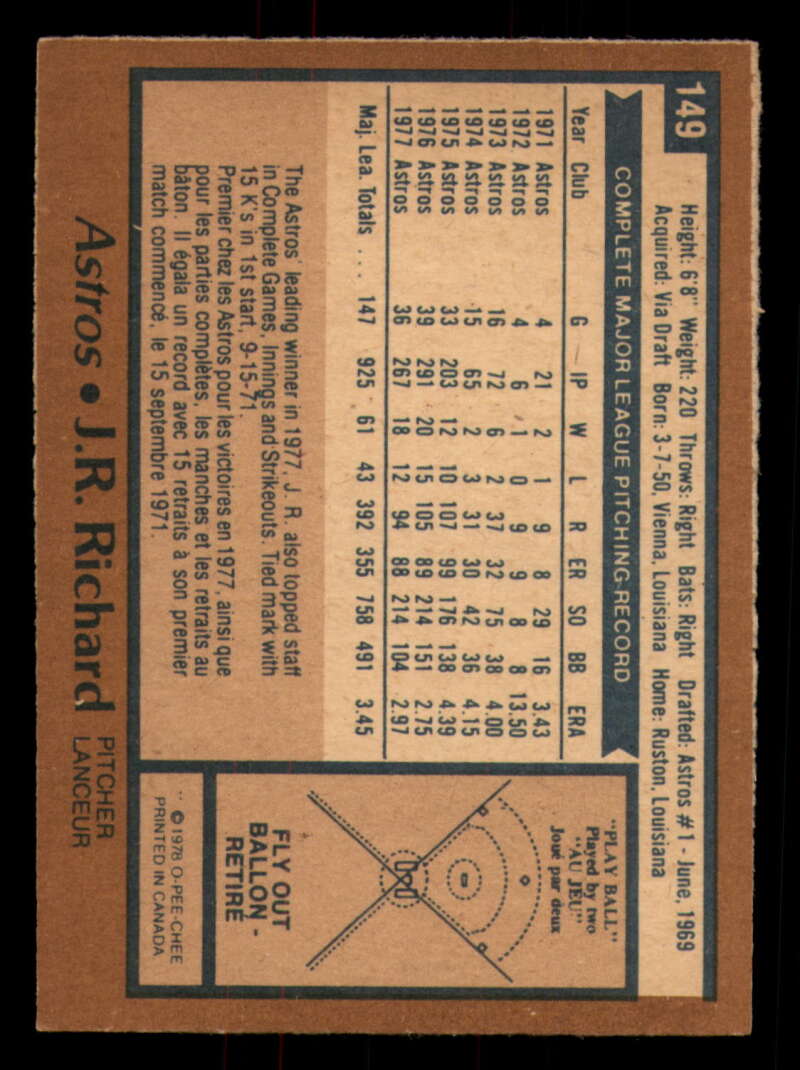 149
Height: 6'8" Weight: 220 Throws: Right Bats: Right Drafted: Astros #1 - June, 1969
Acquired: Via Draft Born: 3-7-50, Vienna, Louisiana Home: Ruston, Louisiana
COMPLETE MAJOR LEAGUE PITCHING RECORD
Year Club G IP W L R ER SO BB ERA
1971 Astros 4 21 2 1 9 8 29 16 3.43
1972 Astros 4 6 1 0 9 9 8 8 13.50
1973 Astros 16 72 6 2 37 32 75 38 4.00
1974 Astros 15 65 2 3 31 30 42 36 4.15
1975 Astros 33 203 12 10 107 99 176 138 4.39
1976 Astros 39 291 20 15 105 89 214 151 2.75
1977 Astros 36 267 18 12 94 88 214 104 2.97
Maj. Lea. Totals ... 147 925 61 43 392 355 758 491 3.45
The Astros' leading winner in 1977, J. R. also topped staff
in Complete Games, Innings and Strikeouts. Tied mark with
15 K's in 1st start, 9-15-71.
Premier chez les Astros pour les victoires en 1977, ainsi que
pour les parties complètes, les manches et les retraits au
bâton. Il égala un record avec 15 retraits à son premier
match commencé, le 15 septembre 1971.
"PLAY BALL"
Played by two
"AU JEU"
Joué par deux
FLY OUT
BALLON -
RETIRE
** © 1978 O-PEE-CHEE
PRINTED IN CANADA
Astros • J.R. Richard PITCHER
LANCEUR